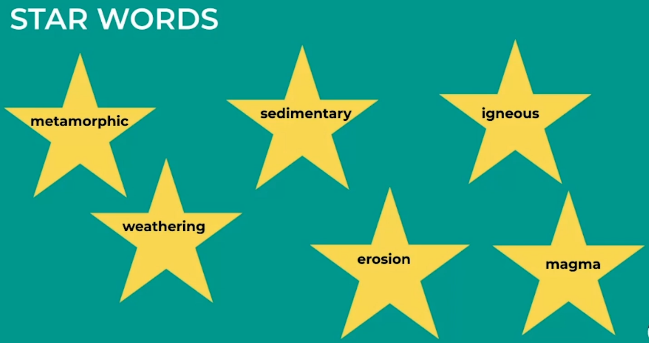 STAR WORDS
metamorphic
sedimentary
igneous
weathering
erosion
magma